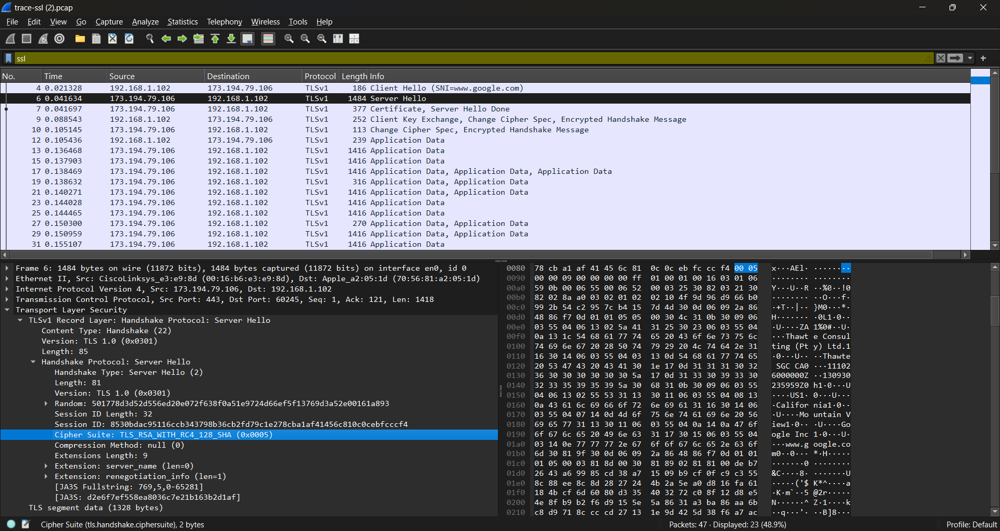 trace-ssl (2).pcap
File Edit View Go Capture Analyze Statistics Telephony Wireless Tools Help
ssl
No. Time Source Destination Protocol Length Info
4 0.021328 192.168.1.102 173.194.79.106 TLSv1 186 Client Hello (SNI=www.google.com)
6 0.041634 173.194.79.106 192.168.1.102 TLSv1 1484 Server Hello
7 0.041697 173.194.79.106 192.168.1.102 TLSv1 377 Certificate, Server Hello Done
9 0.088543 192.168.1.102 173.194.79.106 TLSv1 252 Client Key Exchange, Change Cipher Spec, Encrypted Handshake Message
10 0.105145 173.194.79.106 192.168.1.102 TLSv1 113 Change Cipher Spec, Encrypted Handshake Message
12 0.105436 192.168.1.102 173.194.79.106 TLSv1 239 Application Data
13 0.136468 173.194.79.106 192.168.1.102 TLSv1 1416 Application Data
15 0.137903 173.194.79.106 192.168.1.102 TLSv1 1416 Application Data
17 0.138469 173.194.79.106 192.168.1.102 TLSv1 1416 Application Data, Application Data, Application Data
19 0.138632 173.194.79.106 192.168.1.102 TLSv1 316 Application Data, Application Data
21 0.140271 173.194.79.106 192.168.1.102 TLSv1 1416 Application Data, Application Data
23 0.144028 173.194.79.106 192.168.1.102 TLSv1 1416 Application Data
25 0.144465 173.194.79.106 192.168.1.102 TLSv1 1416 Application Data
27 0.150300 173.194.79.106 192.168.1.102 TLSv1 270 Application Data, Application Data
29 0.150959 173.194.79.106 192.168.1.102 TLSv1 1416 Application Data, Application Data
31 0.155107 173.194.79.106 192.168.1.102 TLSv1 1416 Application Data
Frame 6: 1484 bytes on wire (11872 bits), 1484 bytes captured (11872 bits) on interface en0, id 0
Ethernet II, Src: CiscoLinksys_e3:e9:8d (00:16:b6:e3:e9:8d), Dst: Apple_a2:05:1d (70:56:81:a2:05:1d)
Internet Protocol Version 4, Src: 173.194.79.106, Dst: 192.168.1.102
Transmission Control Protocol, Src Port: 443, Dst Port: 60245, Seq: 1, Ack: 121, Len: 1418
Transport Layer Security
TLSv1 Record Layer: Handshake Protocol: Server Hello
Content Type: Handshake (22)
Version: TLS 1.0 (0x0301)
Length: 85
Handshake Protocol: Server Hello
Handshake Type: Server Hello (2)
Length: 81
Version: TLS 1.0 (0x0301)
Random: 501778d3d52d556ed20e072f638f0a51e9724d66ef5f13769d3a52e00161a893
Session ID Length: 32
Session ID: 8530bdac95116ccb343798b36cb2fd79c1e278cba1af41456c810c0cebfcccf4
Cipher Suite: TLS_RSA_WITH_RC4_128_SHA (0x0005)
Compression Method: null (0)
Extensions Length: 9
Extension: server_name (len=0)
Extension: renegotiation_info (len=1)
[JA3S Fullstring: 769,5,0-65281]
[JA3S: d2e6f7ef558ea8036c7e21b163b2d1af]
TLS segment data (1328 bytes)
0080 78 cb a1 af 41 45 6c 81 0c 0c eb fc cc f4 00 05 x···AEl· ········
0090 00 00 09 00 00 00 00 ff 01 00 01 00 16 03 01 06 ········ ········
00a0 59 0b 00 06 55 00 06 52 00 03 25 30 82 03 21 30 Y···U··R ··%0··!0
00b0 82 02 8a a0 03 02 01 02 02 10 4f 9d 96 d9 66 b0 ········ ··O···f·
00c0 99 2b 54 c2 95 7c b4 15 7d 4d 30 0d 06 09 2a 86 ·+T··|·· }M0···*·
00d0 48 86 f7 0d 01 01 05 05 00 30 4c 31 0b 30 09 06 H······· ·0L1·0··
00e0 03 55 04 06 13 02 5a 41 31 25 30 23 06 03 55 04 ·U····ZA 1%0#··U·
00f0 0a 13 1c 54 68 61 77 74 65 20 43 6f 6e 73 75 6c ···Thawt e Consul
0100 74 69 6e 67 20 28 50 74 79 29 20 4c 74 64 2e 31 ting (Pt y) Ltd.1
0110 16 30 14 06 03 55 04 03 13 0d 54 68 61 77 74 65 ·0···U·· ··Thawte
0120 20 53 47 43 20 43 41 30 1e 17 0d 31 31 31 30 32 SGC CA0 ···11102
0130 36 30 30 30 30 30 30 5a 17 0d 31 33 30 39 33 30 6000000Z ··130930
0140 32 33 35 39 35 39 5a 30 68 31 0b 30 09 06 03 55 235959Z0 h1·0···U
0150 04 06 13 02 55 53 31 13 30 11 06 03 55 04 08 13 ····US1· 0···U···
0160 0a 43 61 6c 69 66 6f 72 6e 69 61 31 16 30 14 06 ·Califor nia1·0··
0170 03 55 04 07 14 0d 4d 6f 75 6e 74 61 69 6e 20 56 ·U····Mo untain V
0180 69 65 77 31 13 30 11 06 03 55 04 0a 14 0a 47 6f iew1·0·· ·U····Go
0190 6f 67 6c 65 20 49 6e 63 31 17 30 15 06 03 55 04 ogle Inc 1·0···U·
01a0 03 14 0e 77 77 77 2e 67 6f 6f 67 6c 65 2e 63 6f ···www.g oogle.co
01b0 6d 30 81 9f 30 0d 06 09 2a 86 48 86 f7 0d 01 01 m0··0··· *·H·····
01c0 01 05 00 03 81 8d 00 30 81 89 02 81 81 00 de b7 ·······0 ········
01d0 26 43 a6 99 85 cd 38 a7 15 09 b9 cf 0f c9 c3 55 &C····8· ·······U
01e0 8c 88 ee 8c 8d 28 27 24 4b 2a 5e a0 d8 16 fa 61 ·····('$ K*^····a
01f0 18 4b cf 6d 60 80 d3 35 40 32 72 c0 8f 12 d8 e5 ·K·m`··5 @2r·····
0200 4e 8f b9 b2 f6 d9 15 5e 5a 86 31 a3 ba 86 aa 6b N······^ Z·1····k
0210 c8 d9 71 8c cc cd 27 13 1e 9d 42 5d 38 f6 a7 ac ··q···'· ··B]8···
Cipher Suite (tls.handshake.ciphersuite), 2 bytes
Packets: 47 · Displayed: 23 (48.9%)
Profile: Default